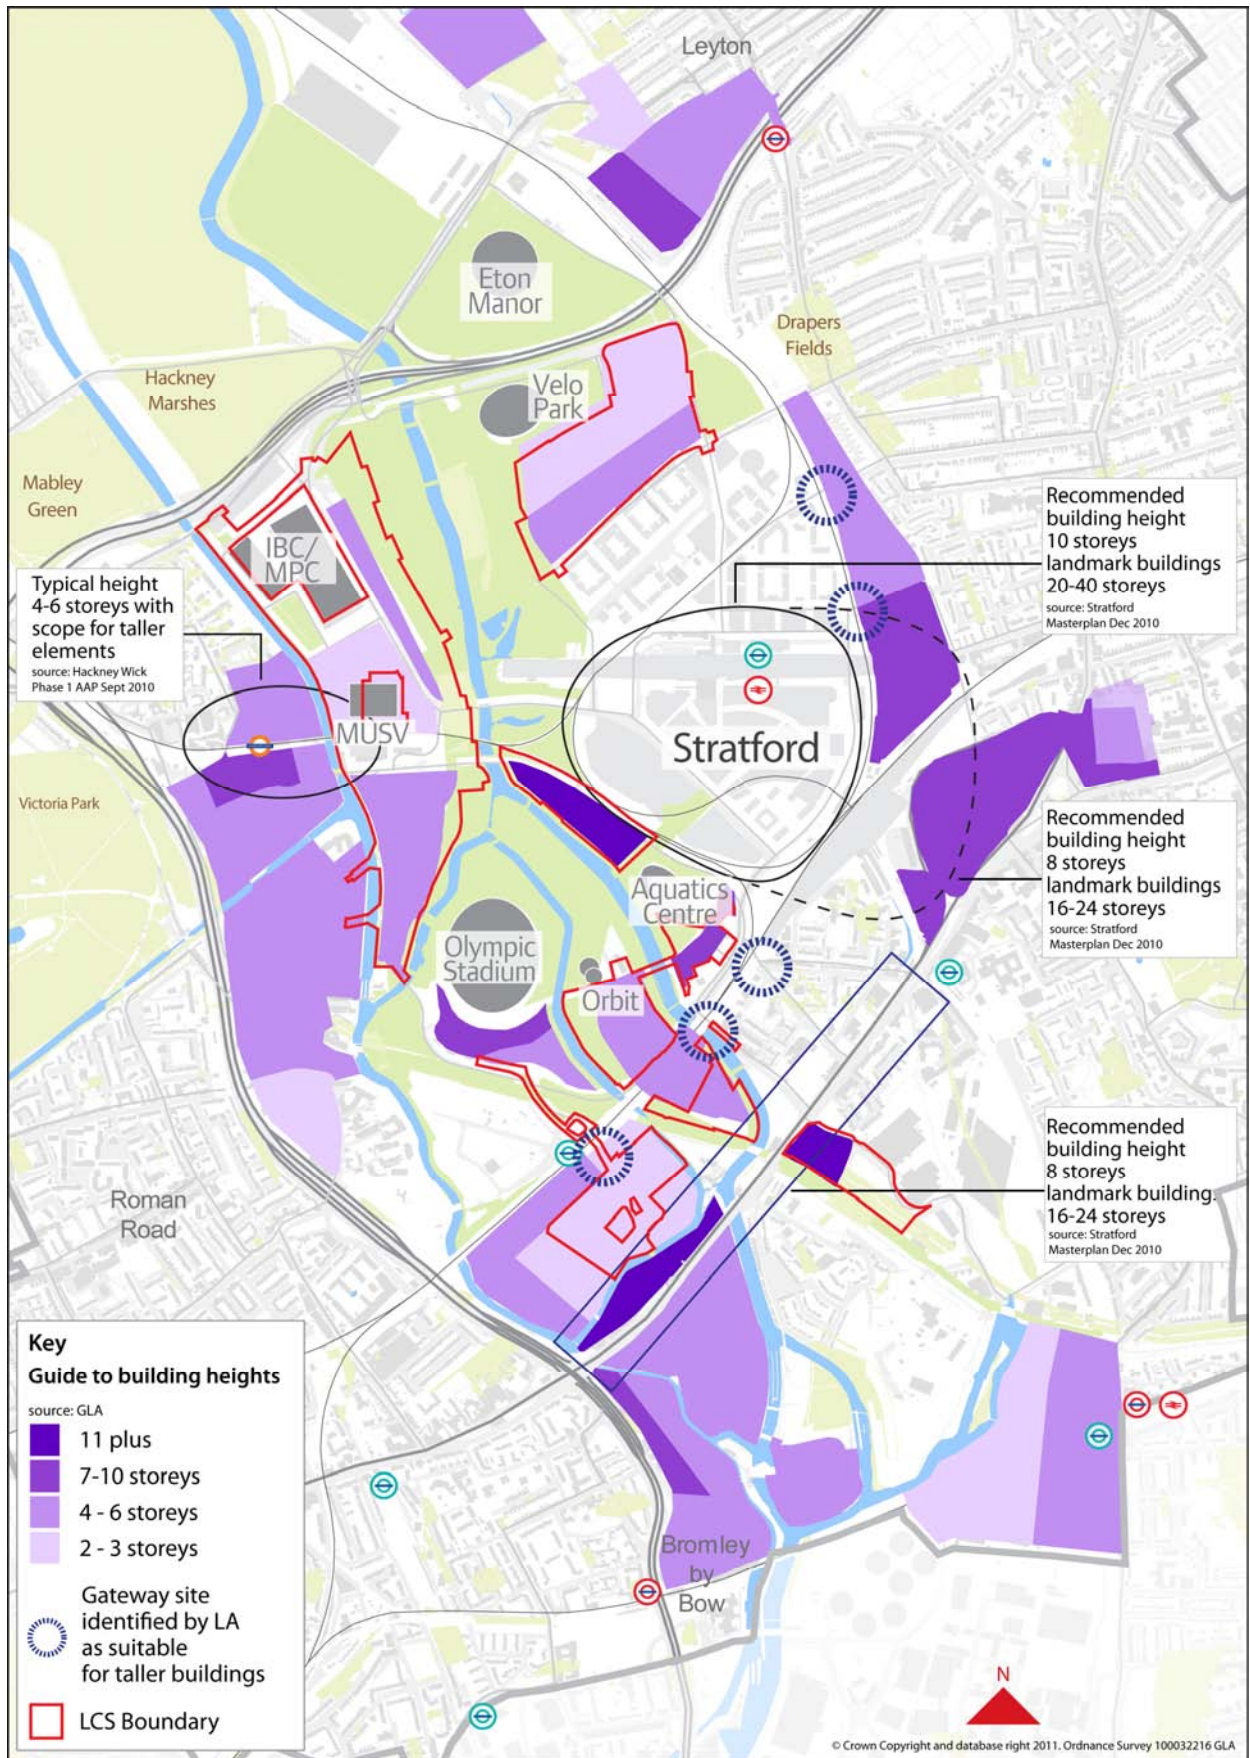 Leyton
Eton
Manor
Drapers
Fields
Velo
Park
Hackney
Marshes
Mabley
Green
IBC/
MPC
Recommended
building height
10 storeys
landmark buildings
20-40 storeys
source: Stratford
Masterplan Dec 2010
Typical height
4-6 storeys with
scope for taller
elements
source: Hackney Wick
Phase 1 AAP Sept 2010
MUSV
Stratford
Victoria Park
Recommended
building height
8 storeys
landmark buildings
16-24 storeys
source: Stratford
Masterplan Dec 2010
Aquatics
Centre
Olympic
Stadium
Orbit
Recommended
building height
8 storeys
landmark building.
16-24 storeys
source: Stratford
Masterplan Dec 2010
Roman
Road
Bromley
by
Bow
Key
Guide to building heights
source: GLA
11 plus
7-10 storeys
4 - 6 storeys
2 - 3 storeys
Gateway site
identified by LA
as suitable
for taller buildings
LCS Boundary
N
© Crown Copyright and database right 2011. Ordnance Survey 100032216 GLA